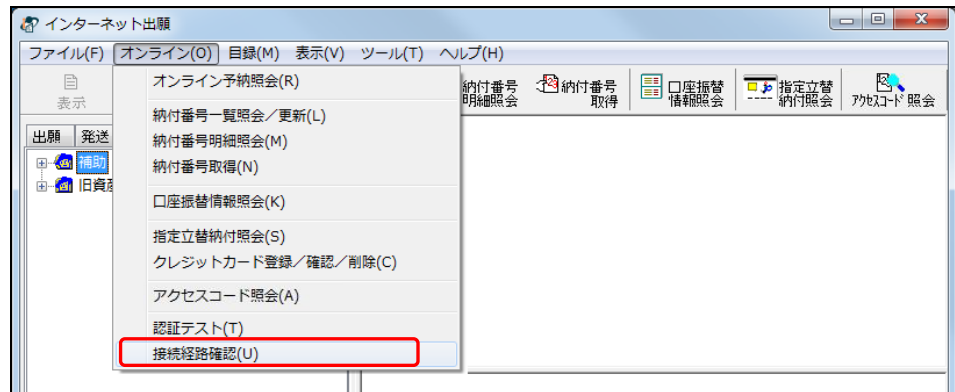 インターネット出願
ファイル(F) オンライン(O) 目録(M) 表示(V) ツール(T) ヘルプ(H)
表示
納付番号
明細照会
納付番号
取得
口座振替
情報照会
指定立替
納付照会
アクセスコード照会
出願 発送
補助
旧資産
オンライン予納照会(R)
納付番号一覧照会／更新(L)
納付番号明細照会(M)
納付番号取得(N)
口座振替情報照会(K)
指定立替納付照会(S)
クレジットカード登録／確認／削除(C)
アクセスコード照会(A)
認証テスト(T)
接続経路確認(U)